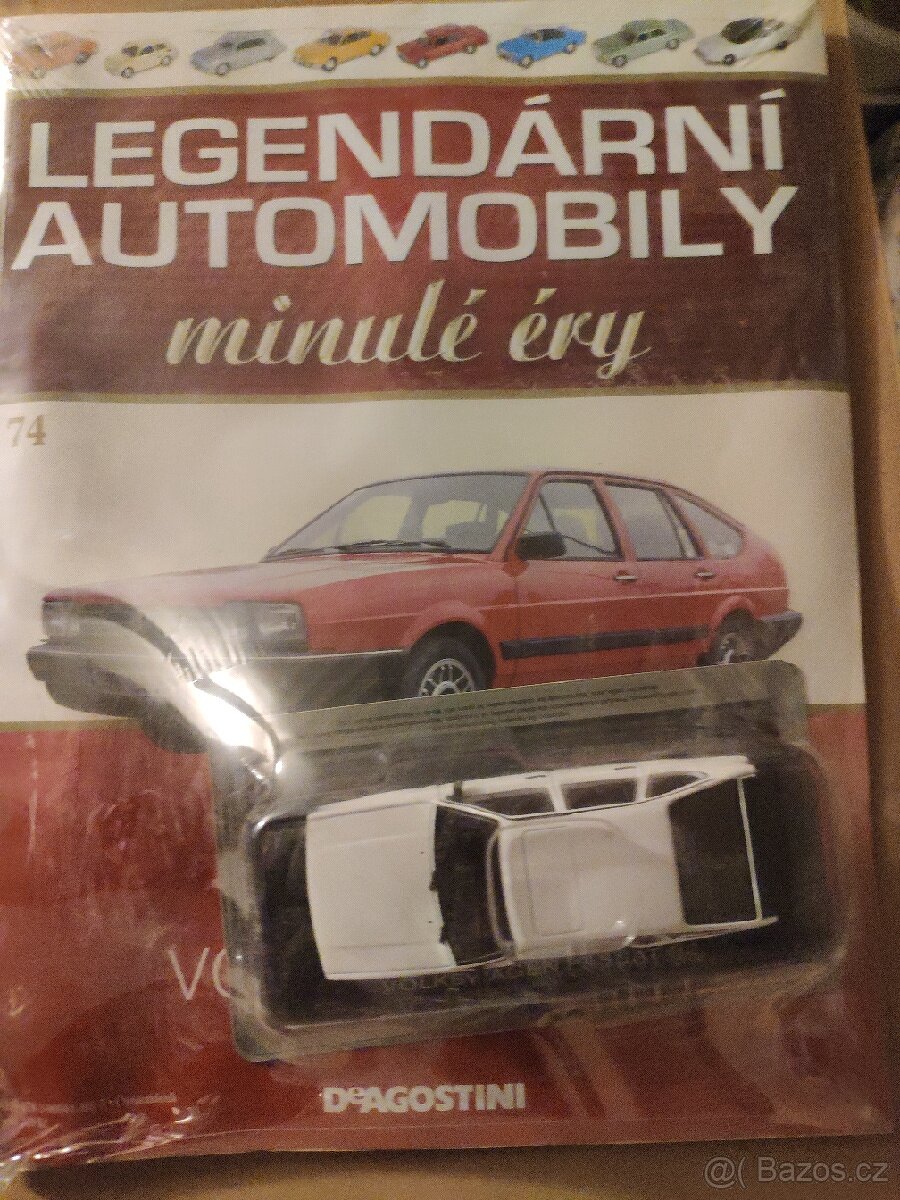 LEGENDÁRNÍ
AUTOMOBILY
minulé éry
74
VO
DeAGOSTINI
@( Bazos.cz